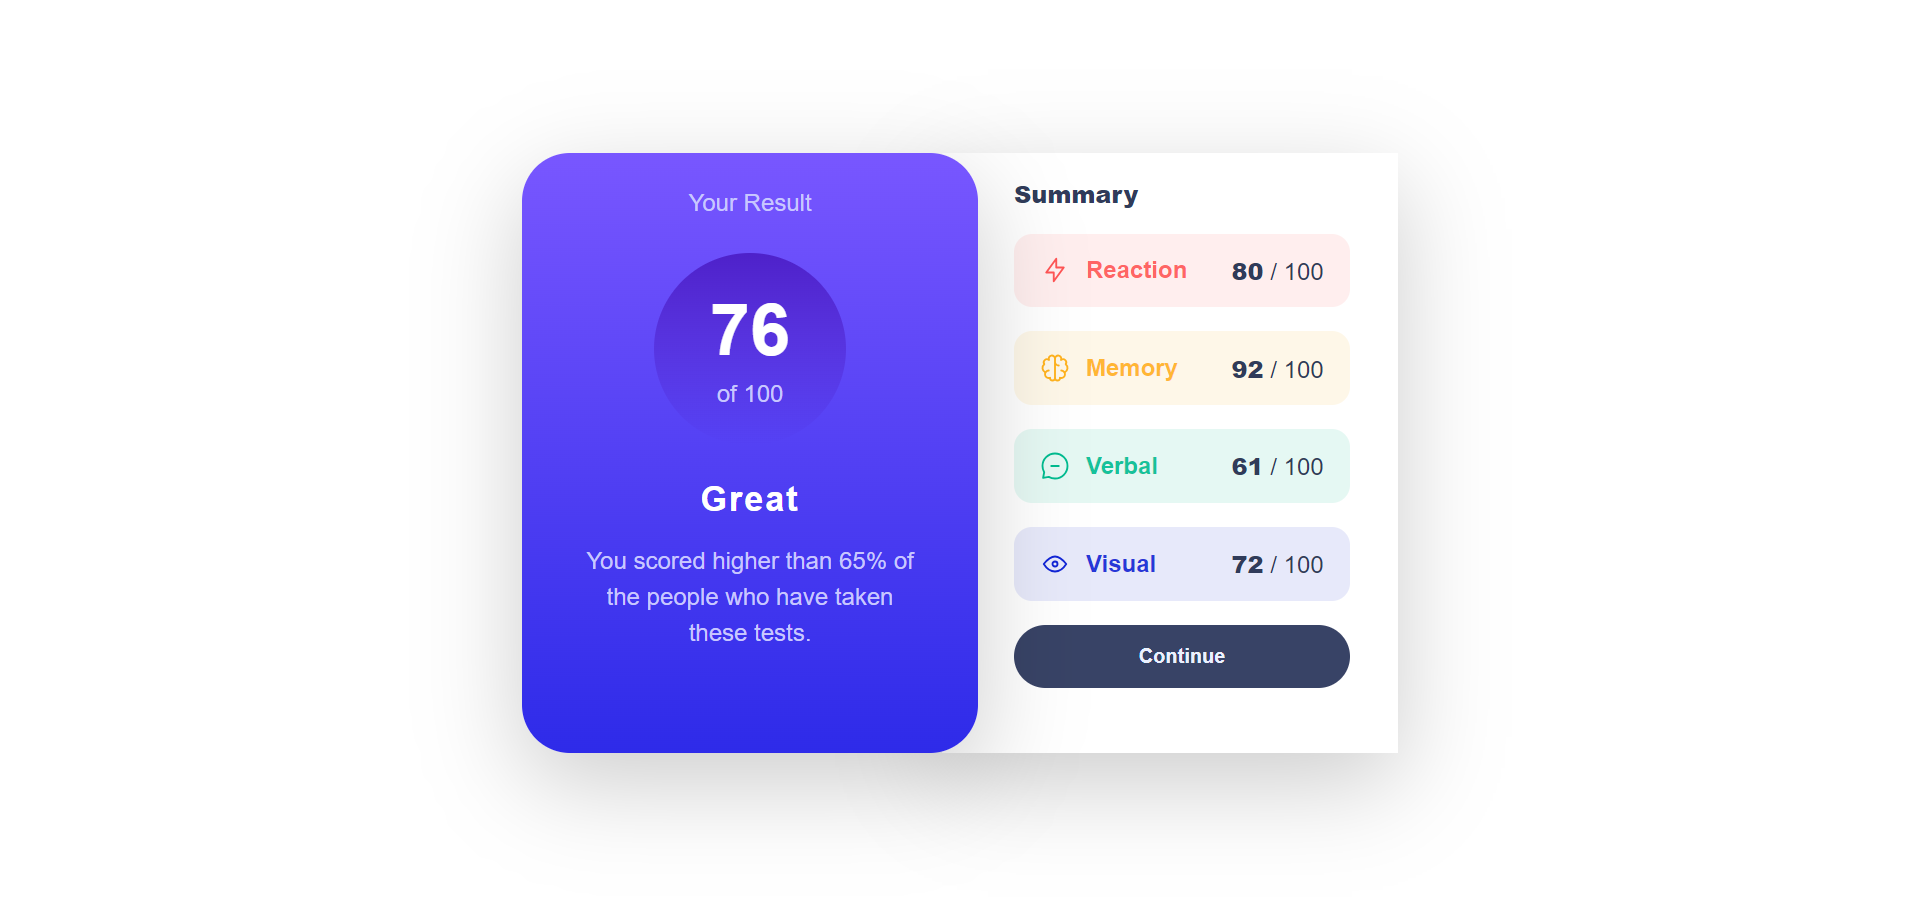 Your Result
76
of 100
Great
You scored higher than 65% of
the people who have taken
these tests.
Summary
Reaction 80 / 100
Memory 92 / 100
Verbal 61 / 100
Visual 72 / 100
Continue